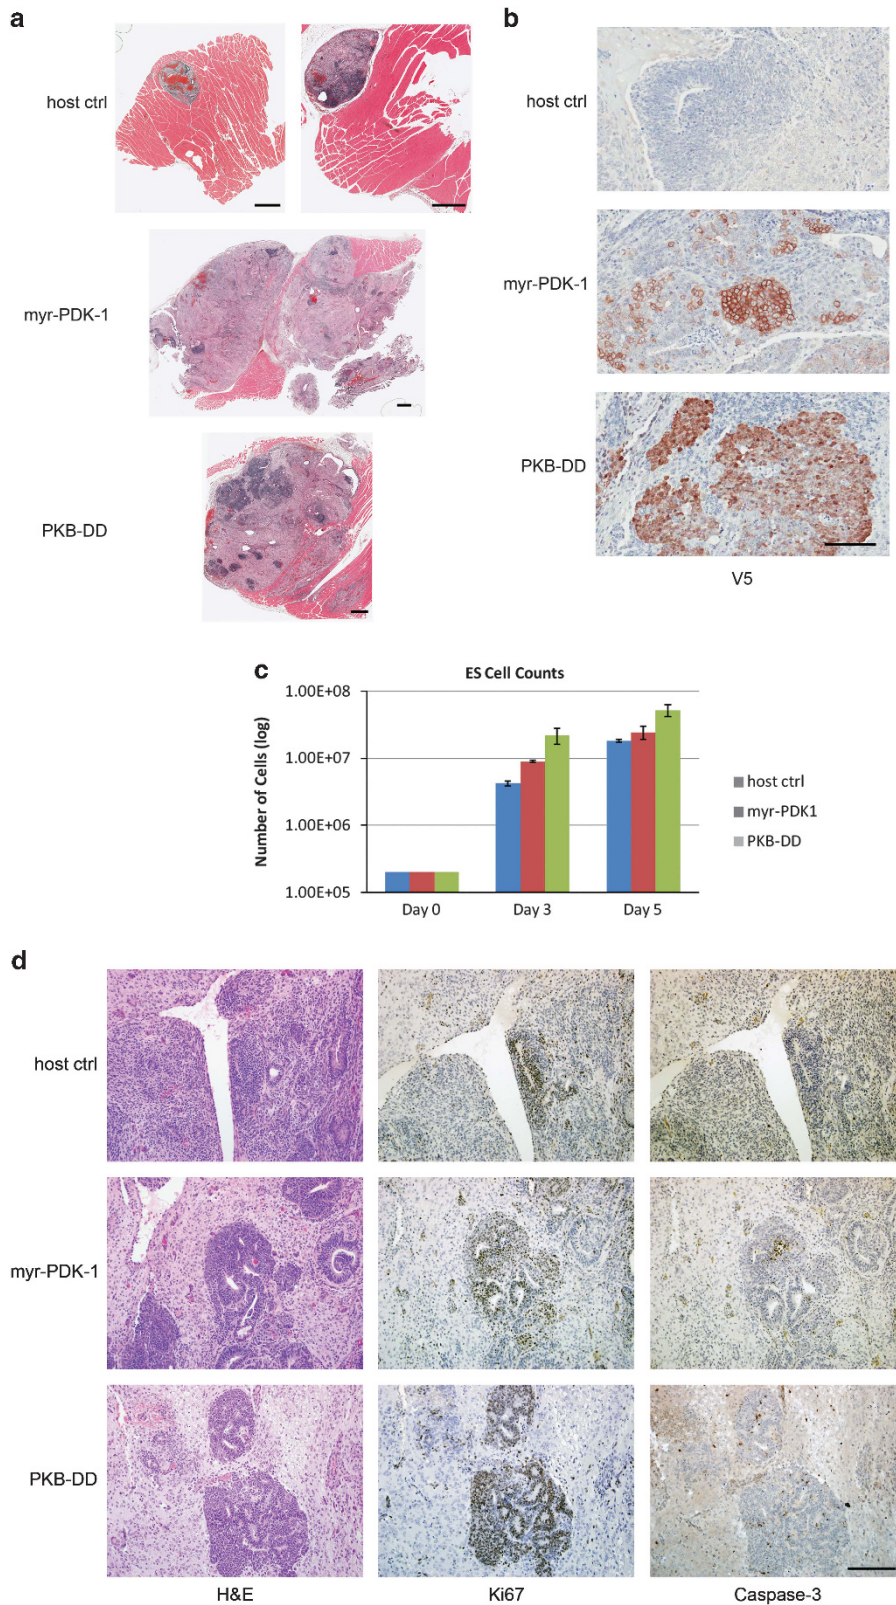 a
host ctrl
myr-PDK-1
PKB-DD
b
host ctrl
myr-PDK-1
PKB-DD
V5
c
ES Cell Counts
Number of Cells (log)
1.00E+08
1.00E+07
1.00E+06
1.00E+05
Day 0 Day 3 Day 5
host ctrl
myr-PDK1
PKB-DD
d
host ctrl
myr-PDK-1
PKB-DD
H&E Ki67 Caspase-3